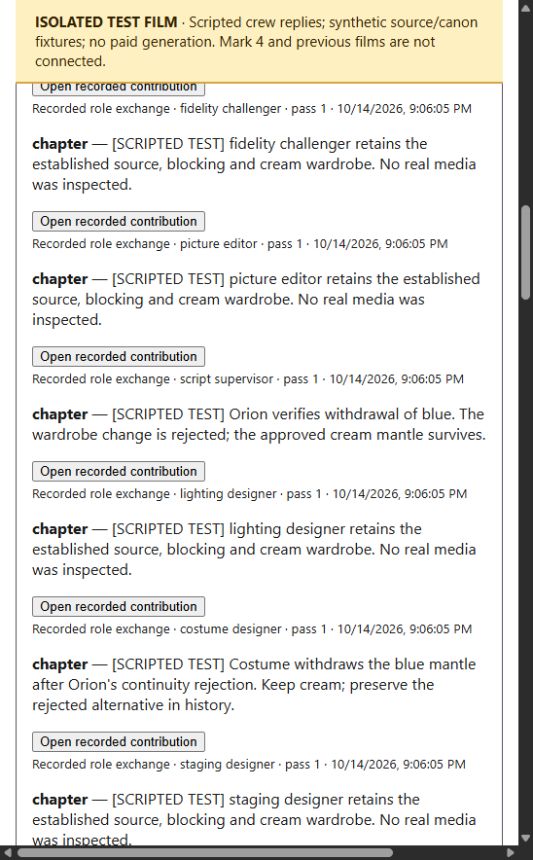 ISOLATED TEST FILM · Scripted crew replies; synthetic source/canon
fixtures; no paid generation. Mark 4 and previous films are not
connected.
Open recorded contribution
Recorded role exchange · fidelity challenger · pass 1 · 10/14/2026, 9:06:05 PM
chapter — [SCRIPTED TEST] fidelity challenger retains the
established source, blocking and cream wardrobe. No real media
was inspected.
Open recorded contribution
Recorded role exchange · picture editor · pass 1 · 10/14/2026, 9:06:05 PM
chapter — [SCRIPTED TEST] picture editor retains the established
source, blocking and cream wardrobe. No real media was
inspected.
Open recorded contribution
Recorded role exchange · script supervisor · pass 1 · 10/14/2026, 9:06:05 PM
chapter — [SCRIPTED TEST] Orion verifies withdrawal of blue. The
wardrobe change is rejected; the approved cream mantle survives.
Open recorded contribution
Recorded role exchange · lighting designer · pass 1 · 10/14/2026, 9:06:05 PM
chapter — [SCRIPTED TEST] lighting designer retains the
established source, blocking and cream wardrobe. No real media
was inspected.
Open recorded contribution
Recorded role exchange · costume designer · pass 1 · 10/14/2026, 9:06:05 PM
chapter — [SCRIPTED TEST] Costume withdraws the blue mantle
after Orion's continuity rejection. Keep cream; preserve the
rejected alternative in history.
Open recorded contribution
Recorded role exchange · staging designer · pass 1 · 10/14/2026, 9:06:05 PM
chapter — [SCRIPTED TEST] staging designer retains the
established source, blocking and cream wardrobe. No real media
was inspected.